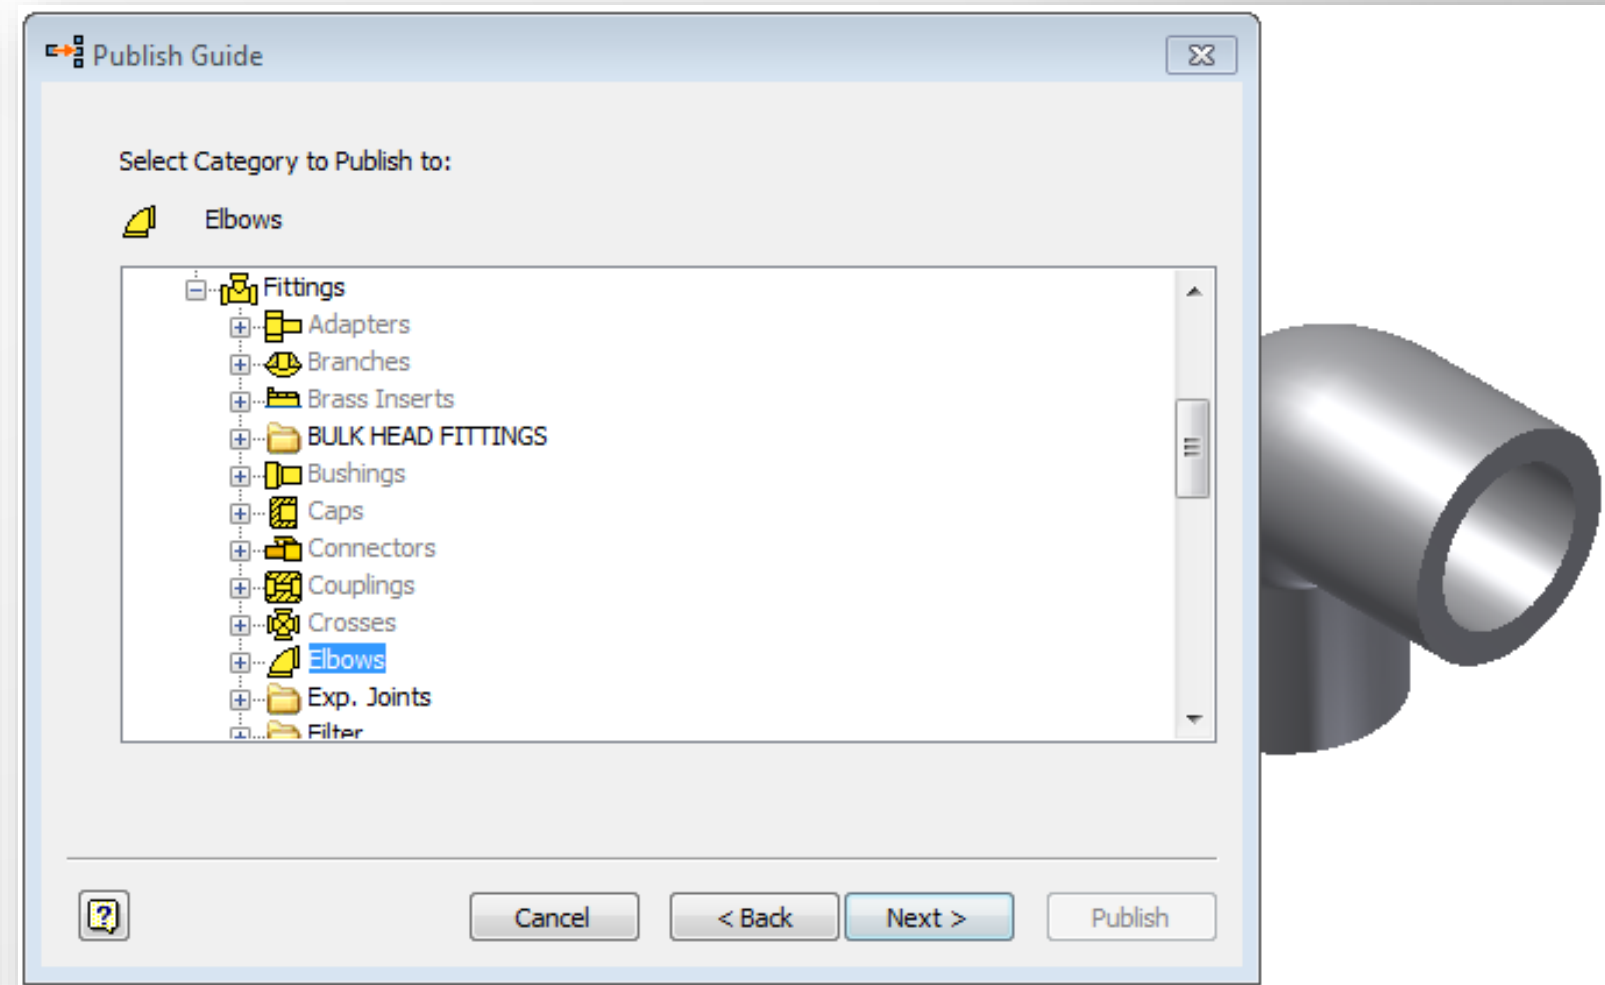 Publish Guide
Select Category to Publish to:
Elbows
Fittings
Adapters
Branches
Brass Inserts
BULK HEAD FITTINGS
Bushings
Caps
Connectors
Couplings
Crosses
Elbows
Exp. Joints
Filter
Cancel
< Back
Next >
Publish